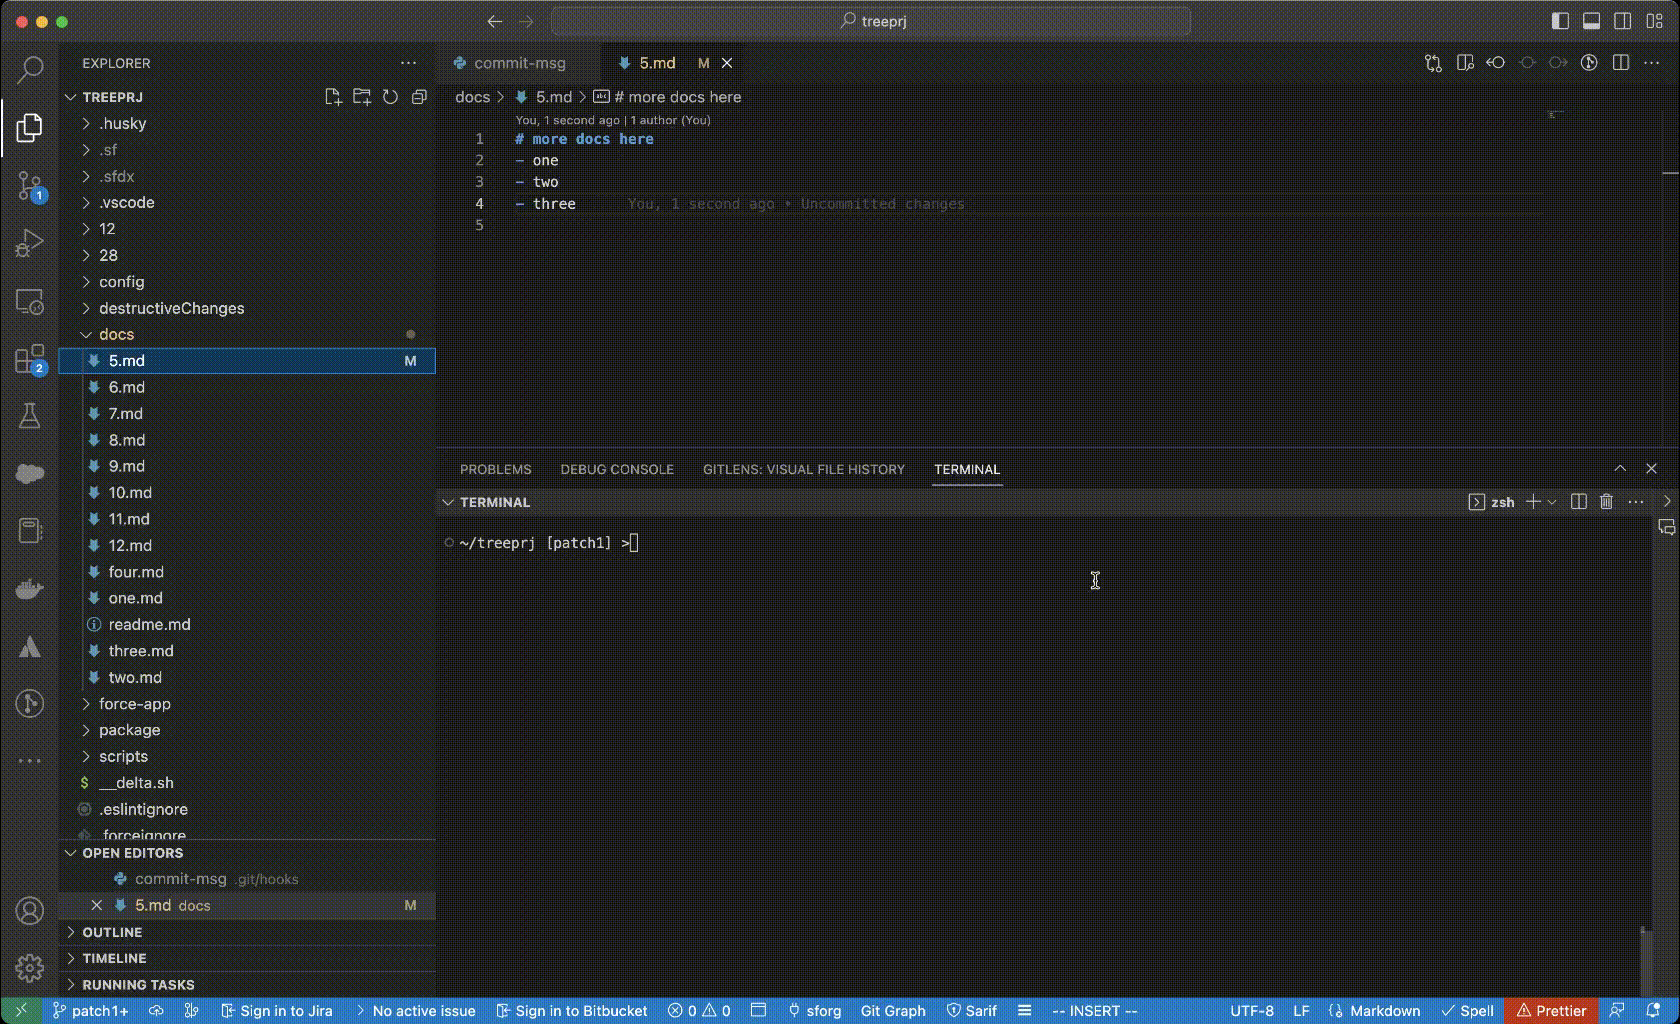 treeprj
EXPLORER
TREEPRJ
.husky
.sf
.sfdx
.vscode
12
28
config
destructiveChanges
docs
5.md M
6.md
7.md
8.md
9.md
10.md
11.md
12.md
four.md
one.md
readme.md
three.md
two.md
force-app
package
scripts
$ __delta.sh
.eslintignore
.forceignore
OPEN EDITORS
commit-msg .git/hooks
5.md docs M
OUTLINE
TIMELINE
RUNNING TASKS
1
2
commit-msg
5.md M
docs > 5.md > # more docs here
You, 1 second ago | 1 author (You)
1 # more docs here
2 - one
3 - two
4 - three You, 1 second ago • Uncommitted changes
5
PROBLEMS DEBUG CONSOLE GITLENS: VISUAL FILE HISTORY TERMINAL
TERMINAL
zsh
~/treeprj [patch1] >
patch1+ Sign in to Jira No active issue Sign in to Bitbucket 0 0 sforg Git Graph Sarif -- INSERT -- UTF-8 LF Markdown Spell Prettier